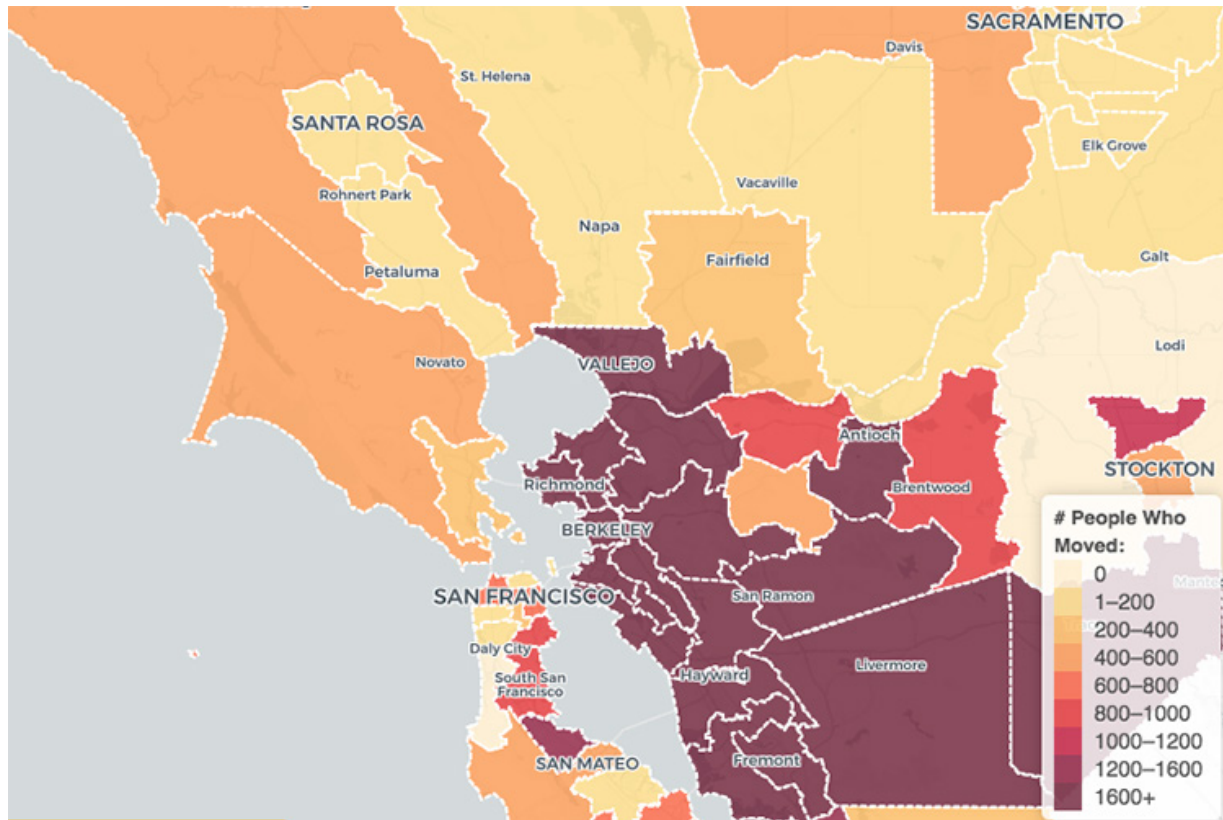 SACRAMENTO
Davis
St. Helena
SANTA ROSA
Elk Grove
Vacaville
Rohnert Park
Napa
Galt
Fairfield
Petaluma
Lodi
Novato
VALLEJO
Antioch
STOCKTON
Richmond
Brentwood
BERKELEY
San Ramon
SAN FRANCISCO
Daly City
South San
Francisco
Livermore
Hayward
SAN MATEO
Fremont
# People Who
Moved:
0
1–200
200–400
400–600
600–800
800–1000
1000–1200
1200–1600
1600+